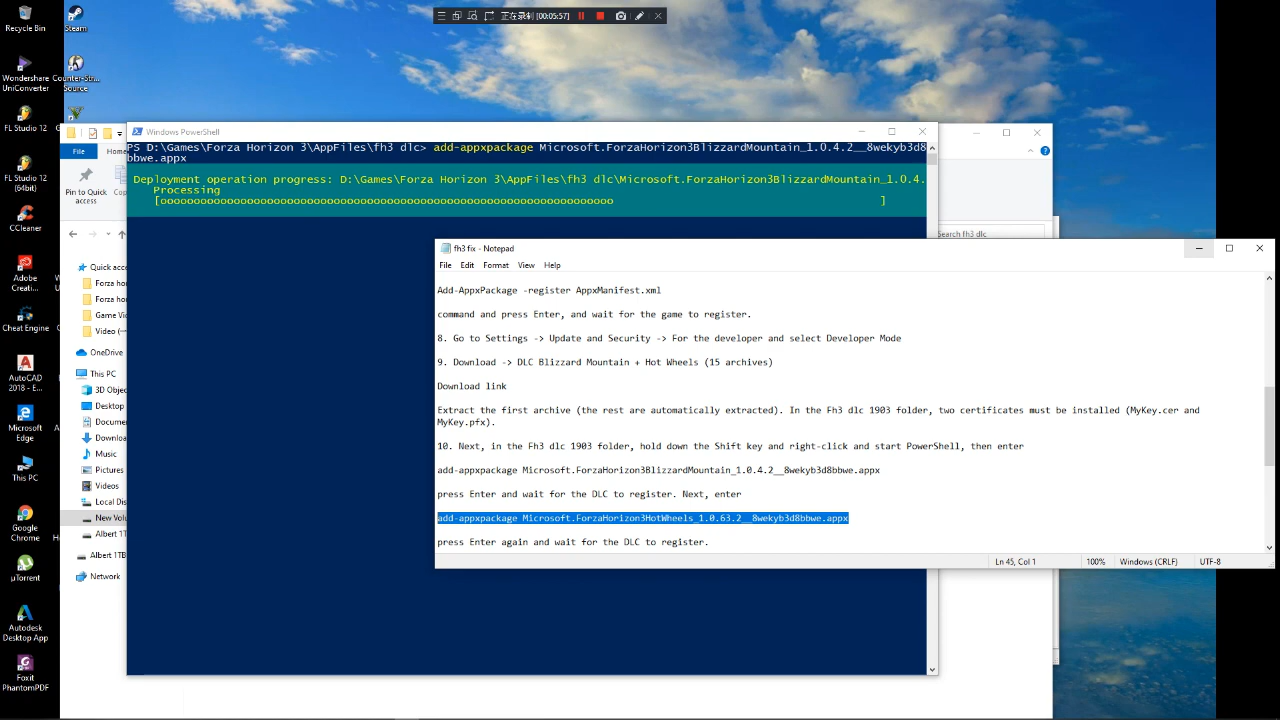 正在录制 [00:05:57]
Recycle Bin
Steam
Wondershare UniConverter
Counter-Str... Source
FL Studio 12
FL Studio 12 (64bit)
CCleaner
Adobe Creati...
Cheat Engine
AutoCAD 2018 - E...
Microsoft Edge
This PC
Google Chrome
µTorrent
Autodesk Desktop App
Foxit PhantomPDF
File
Home
Pin to Quick access
Search fh3 dlc
Quick acce
Forza hor
Forza hor
Game Vid
Video (一
OneDrive
This PC
3D Objec
Desktop
Docume
Downloa
Music
Pictures
Videos
Local Dis
New Volu
Albert 1T
Albert 1TB
Network
Windows PowerShell
PS D:\Games\Forza Horizon 3\AppFiles\fh3 dlc> add-appxpackage Microsoft.ForzaHorizon3BlizzardMountain_1.0.4.2__8wekyb3d8
bbwe.appx
Deployment operation progress: D:\Games\Forza Horizon 3\AppFiles\fh3 dlc\Microsoft.ForzaHorizon3BlizzardMountain_1.0.4.
Processing
[oooooooooooooooooooooooooooooooooooooooooooooooooooooooooooooooooooo ]
fh3 fix - Notepad
File Edit Format View Help
Add-AppxPackage -register AppxManifest.xml
command and press Enter, and wait for the game to register.
8. Go to Settings -> Update and Security -> For the developer and select Developer Mode
9. Download -> DLC Blizzard Mountain + Hot Wheels (15 archives)
Download link
Extract the first archive (the rest are automatically extracted). In the Fh3 dlc 1903 folder, two certificates must be installed (MyKey.cer and
MyKey.pfx).
10. Next, in the Fh3 dlc 1903 folder, hold down the Shift key and right-click and start PowerShell, then enter
add-appxpackage Microsoft.ForzaHorizon3BlizzardMountain_1.0.4.2__8wekyb3d8bbwe.appx
press Enter and wait for the DLC to register. Next, enter
add-appxpackage Microsoft.ForzaHorizon3HotWheels_1.0.63.2__8wekyb3d8bbwe.appx
press Enter again and wait for the DLC to register.
Ln 45, Col 1 100% Windows (CRLF) UTF-8